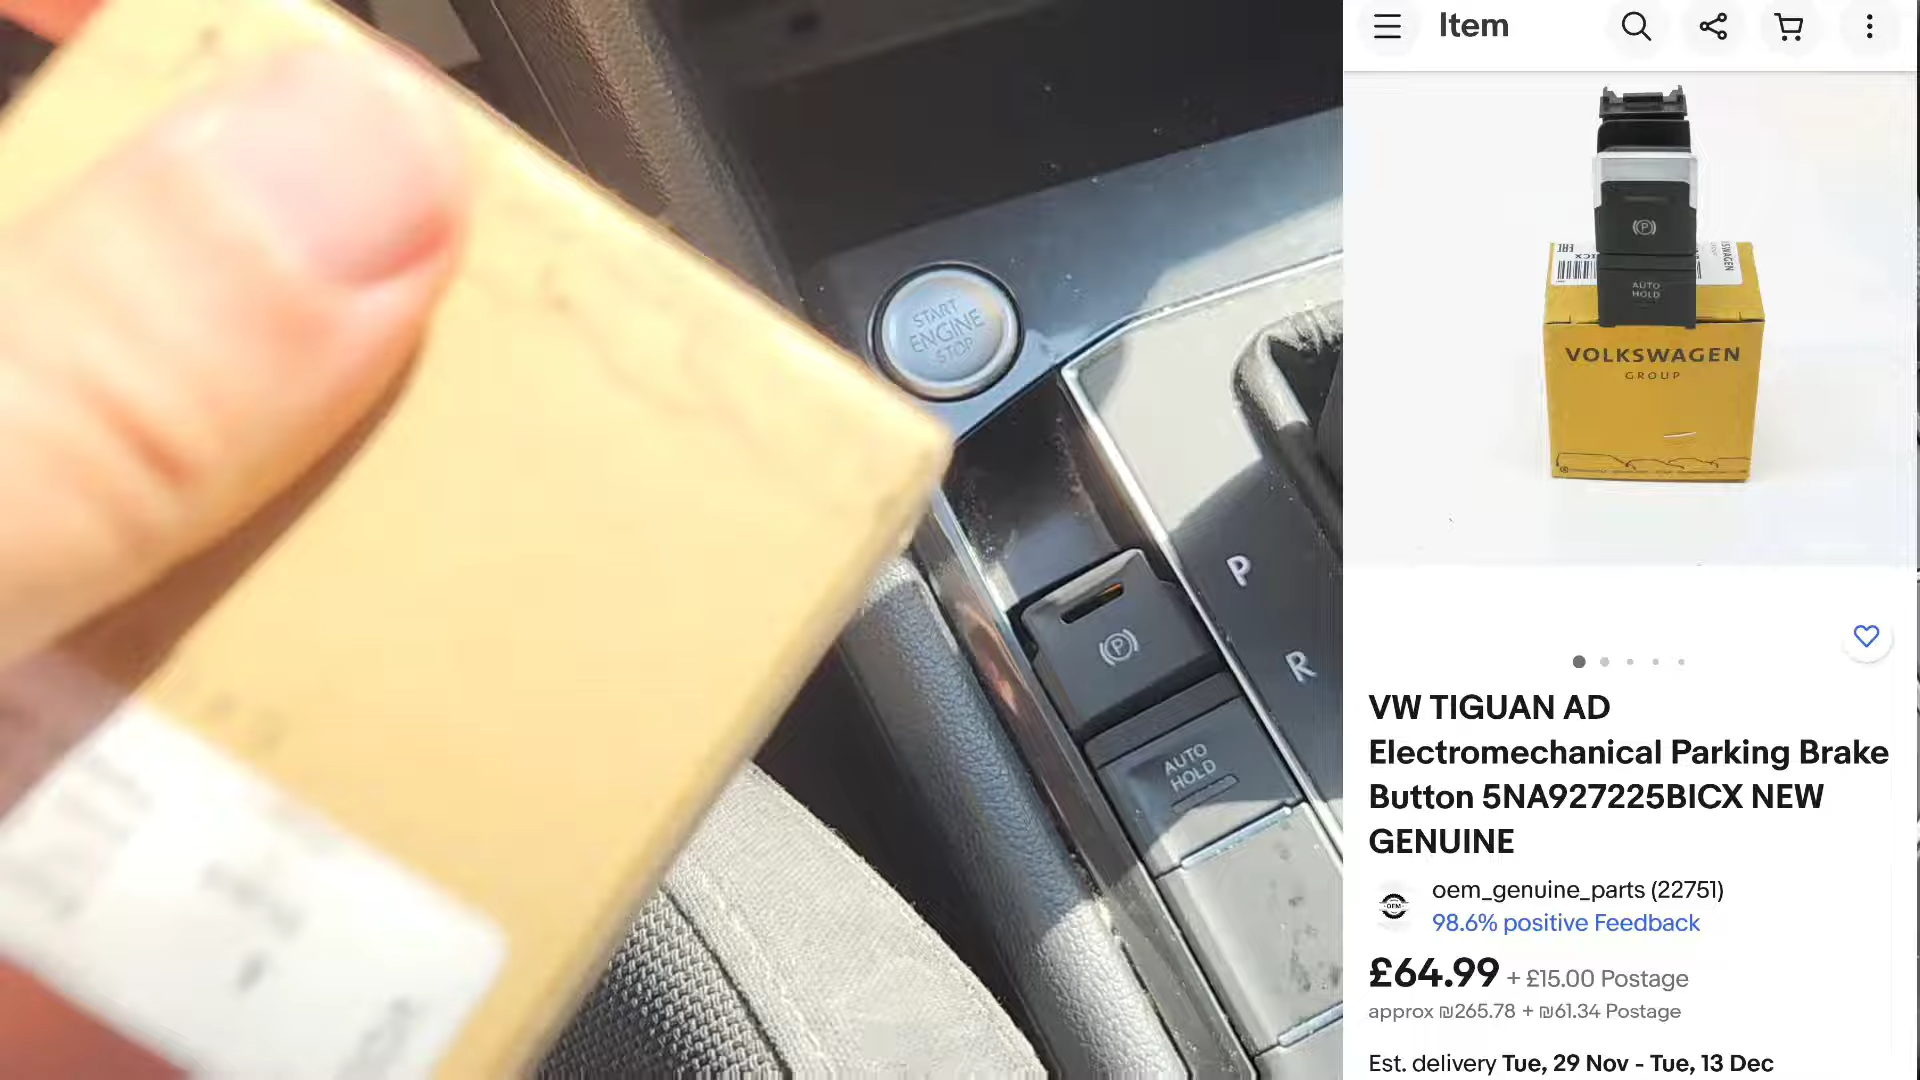 START
ENGINE
STOP
P
P
R
AUTO
HOLD
Item
P
AUTO
HOLD
VOLKSWAGEN
GROUP
VW TIGUAN AD
Electromechanical Parking Brake
Button 5NA927225BICX NEW
GENUINE
oem_genuine_parts (22751)
98.6% positive Feedback
£64.99 + £15.00 Postage
approx ₪265.78 + ₪61.34 Postage
Est. delivery Tue, 29 Nov - Tue, 13 Dec